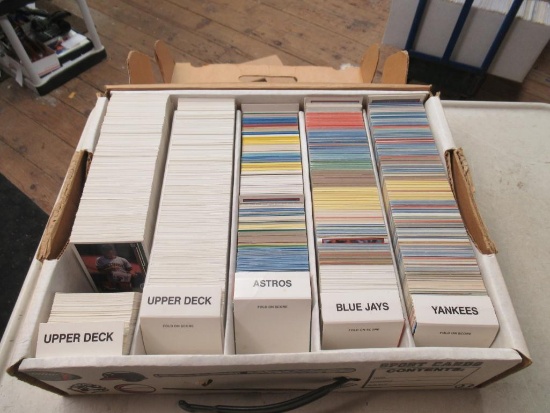 UPPER DECK
UPPER DECK
ASTROS
BLUE JAYS
YANKEES
SPORT CARDS
CONTENTS: